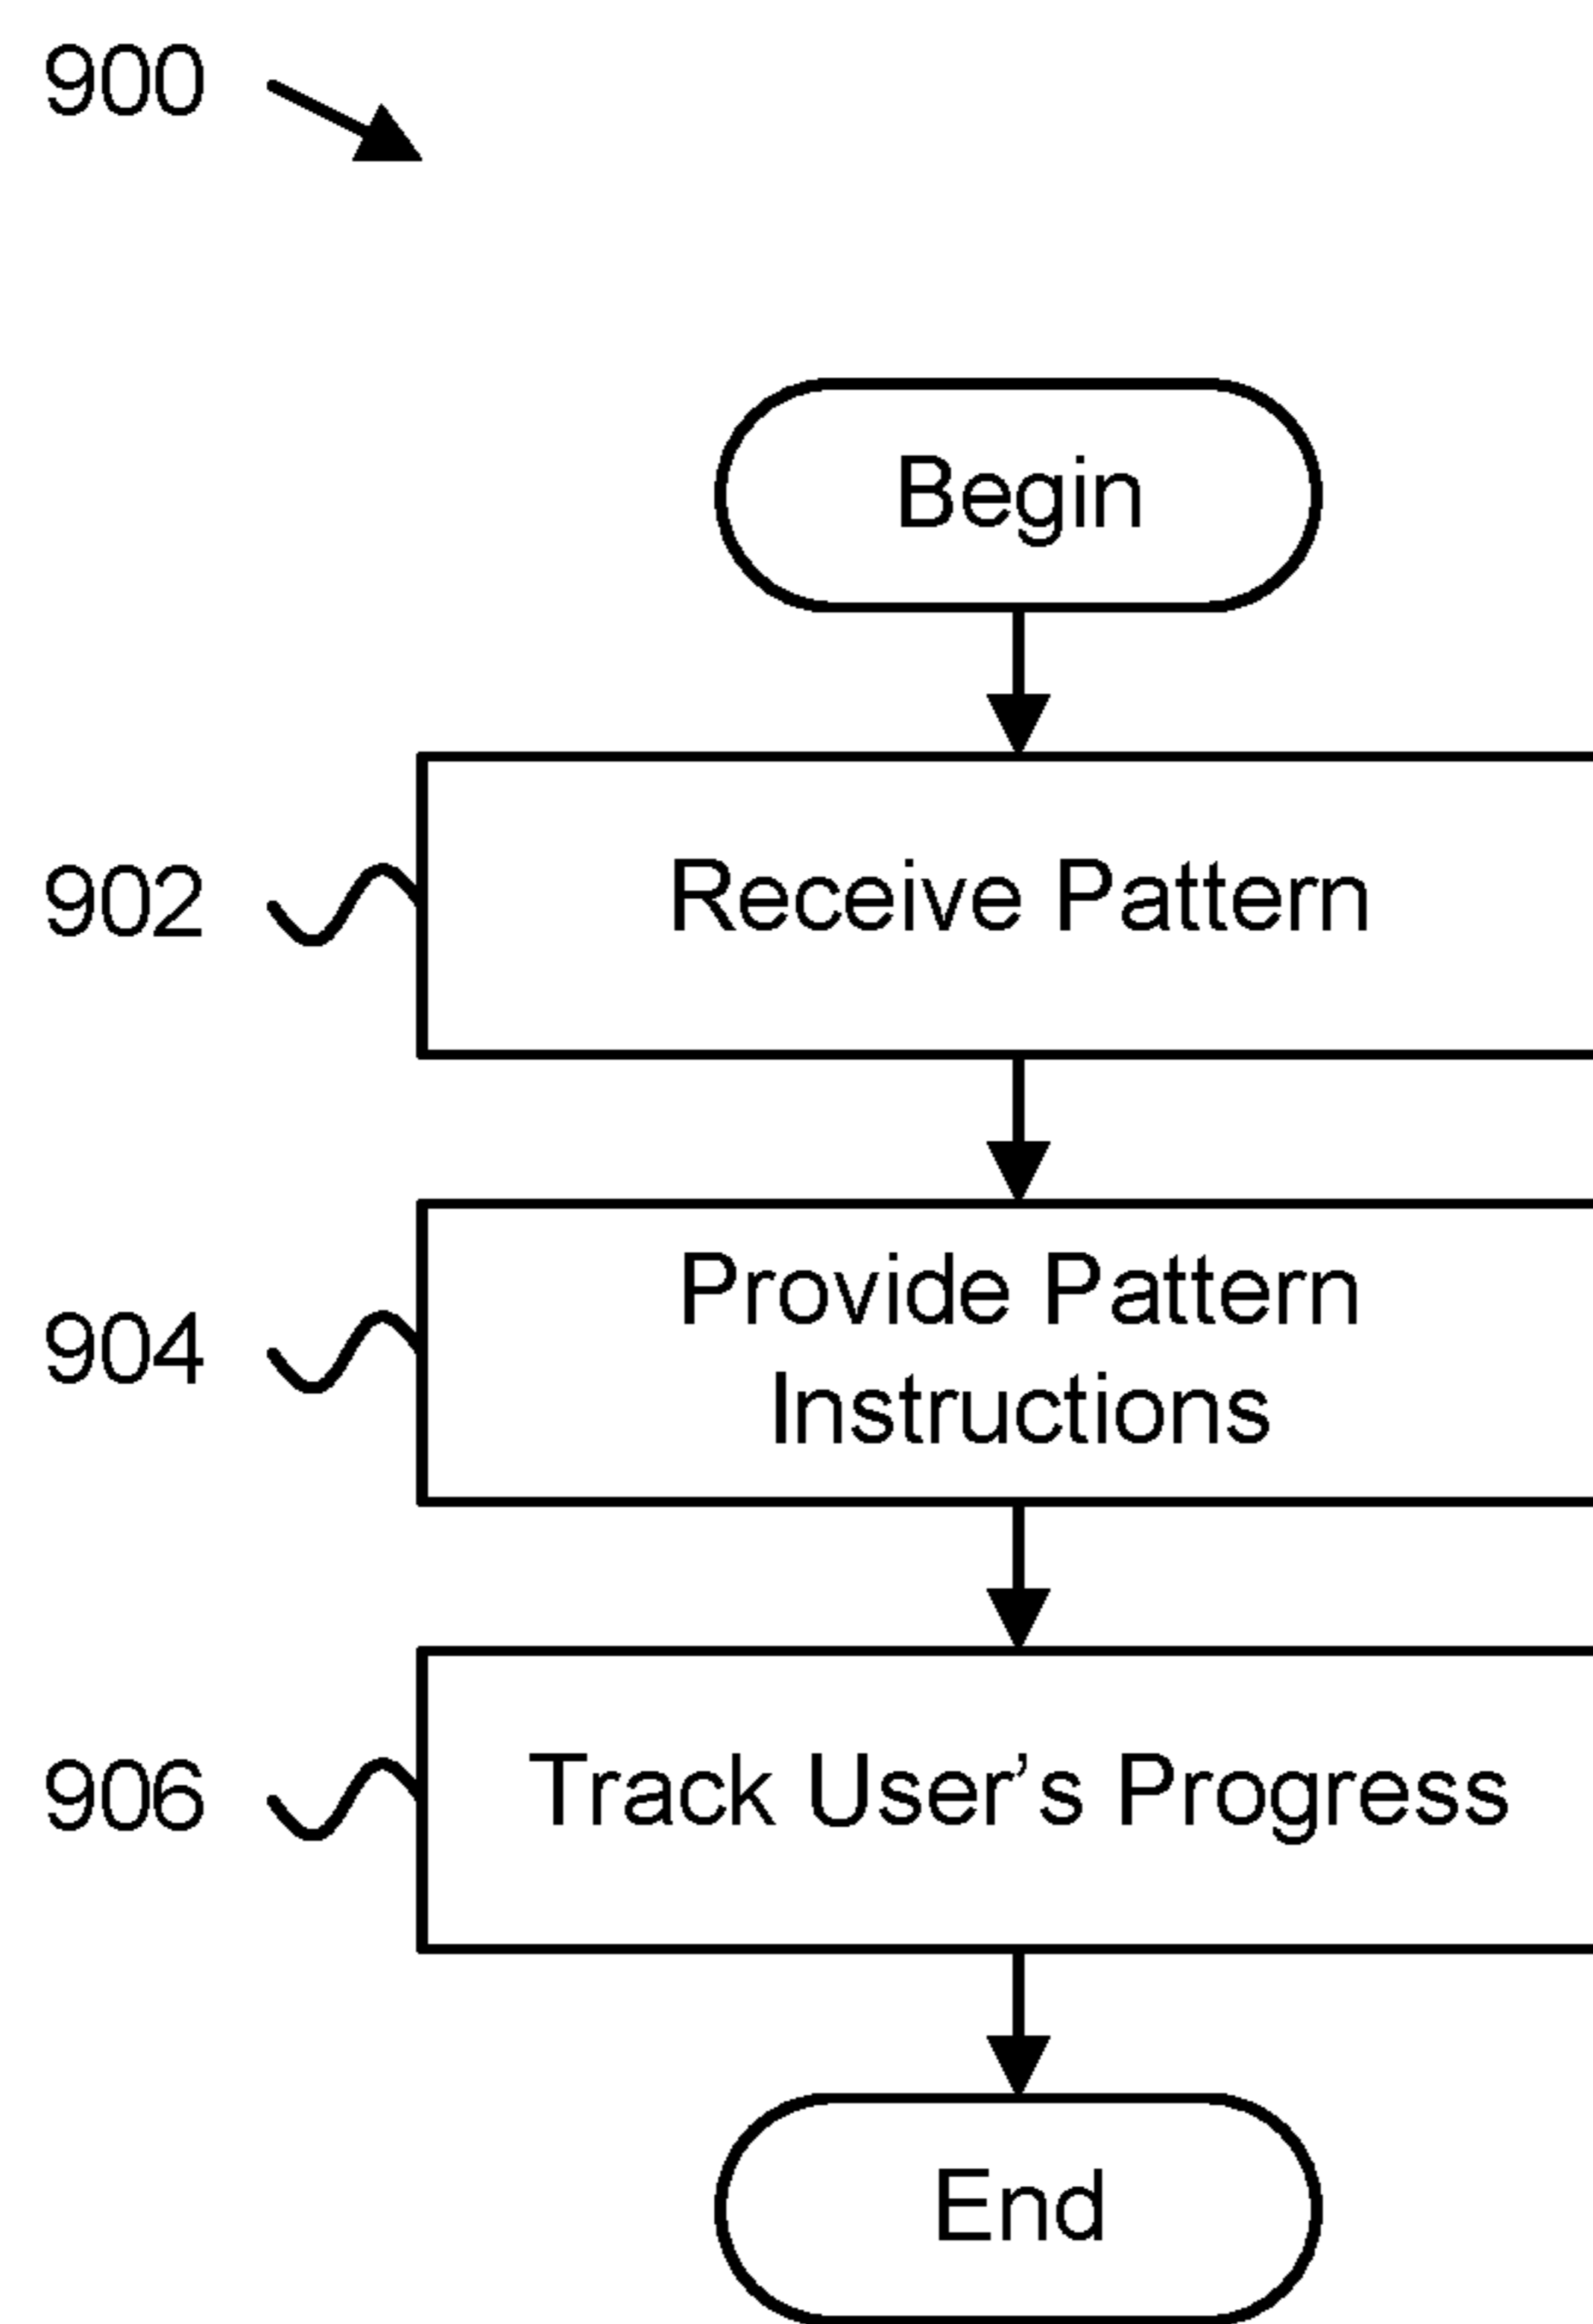 900
Begin
902
Receive Pattern
904
Provide Pattern
Instructions
906
Track User’s Progress
End